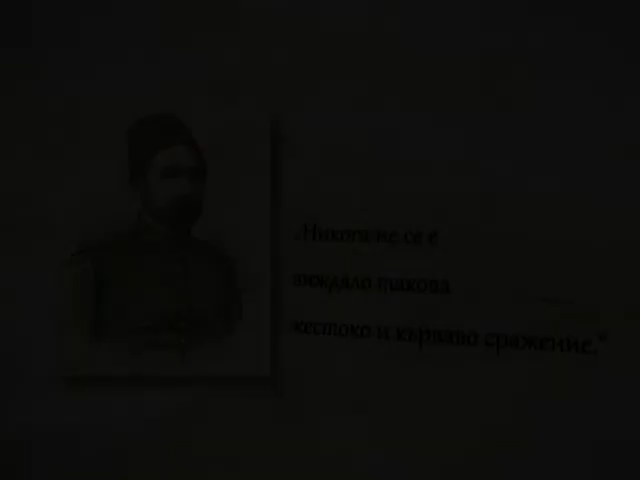 „Никога не се е
виждало такова
жестоко и кърваво сражение."